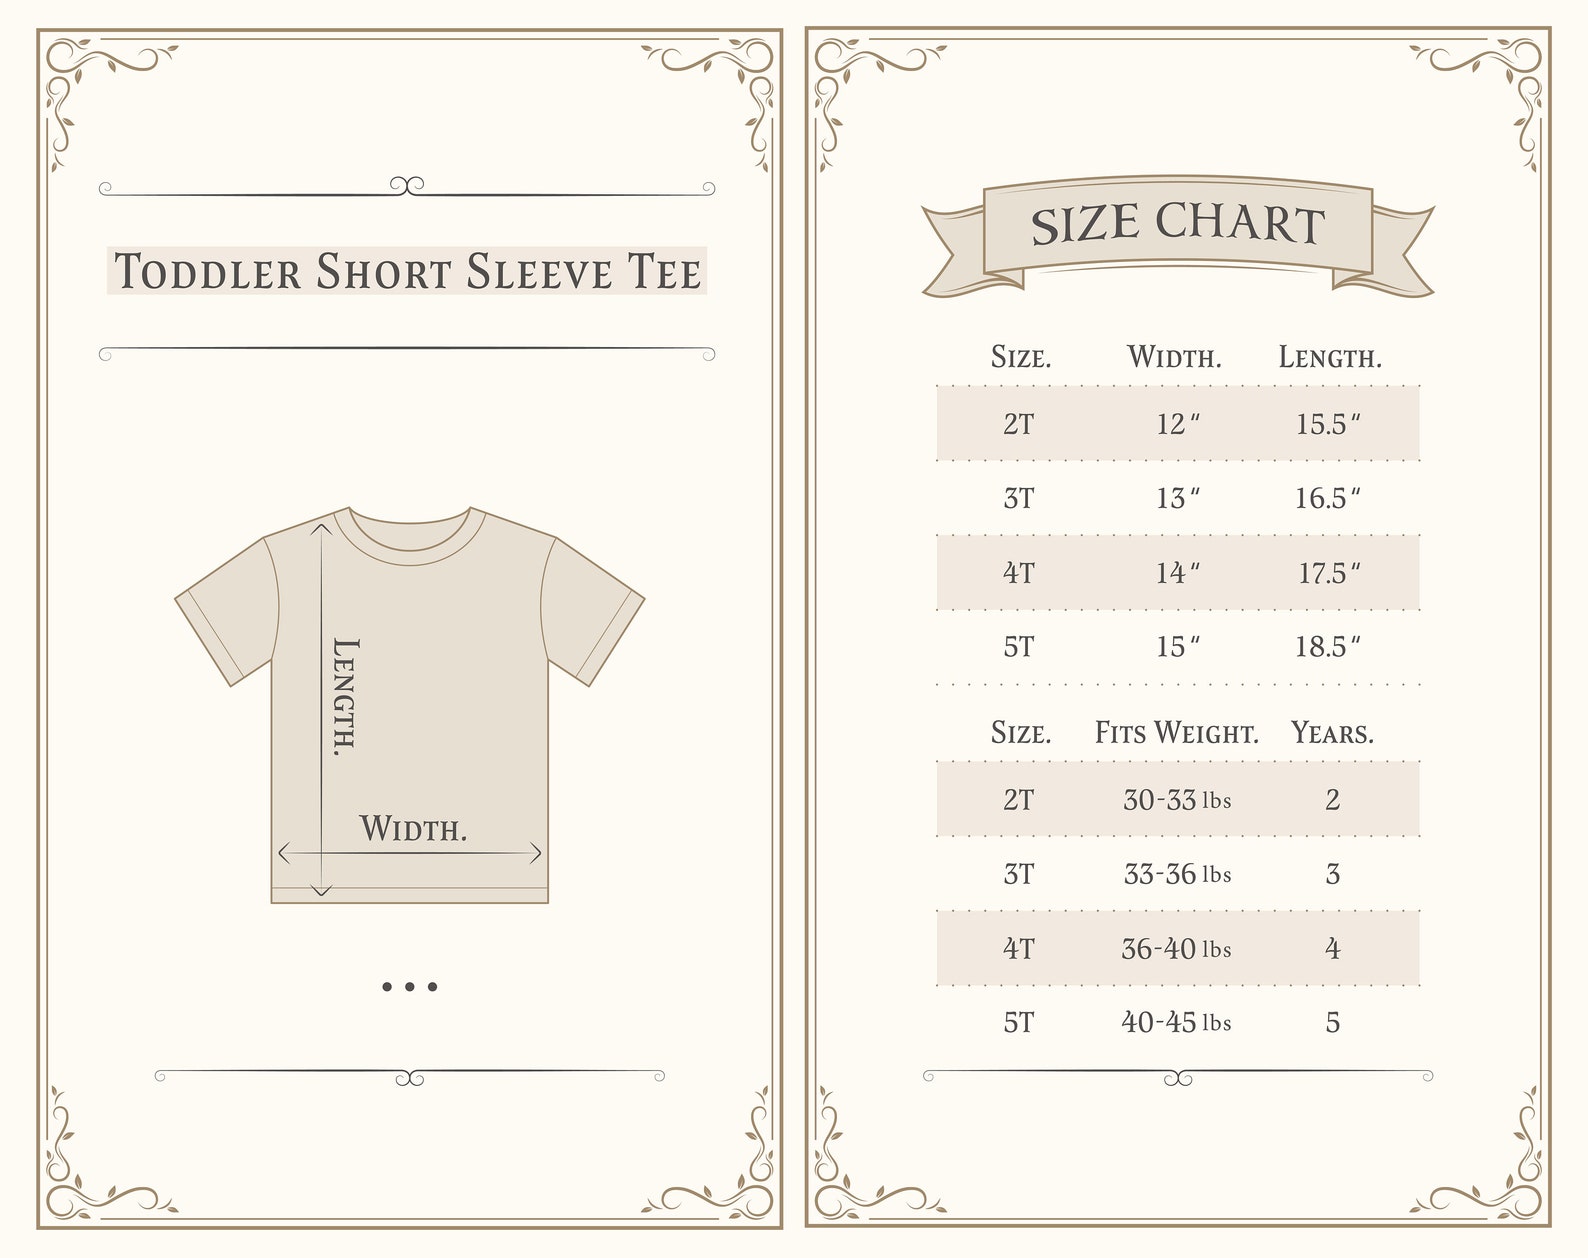 Toddler Short Sleeve Tee
Length.
Width.
SIZE CHART
Size. Width. Length.
2T 12" 15.5"
3T 13" 16.5"
4T 14" 17.5"
5T 15" 18.5"
Size. Fits Weight. Years.
2T 30-33 lbs 2
3T 33-36 lbs 3
4T 36-40 lbs 4
5T 40-45 lbs 5